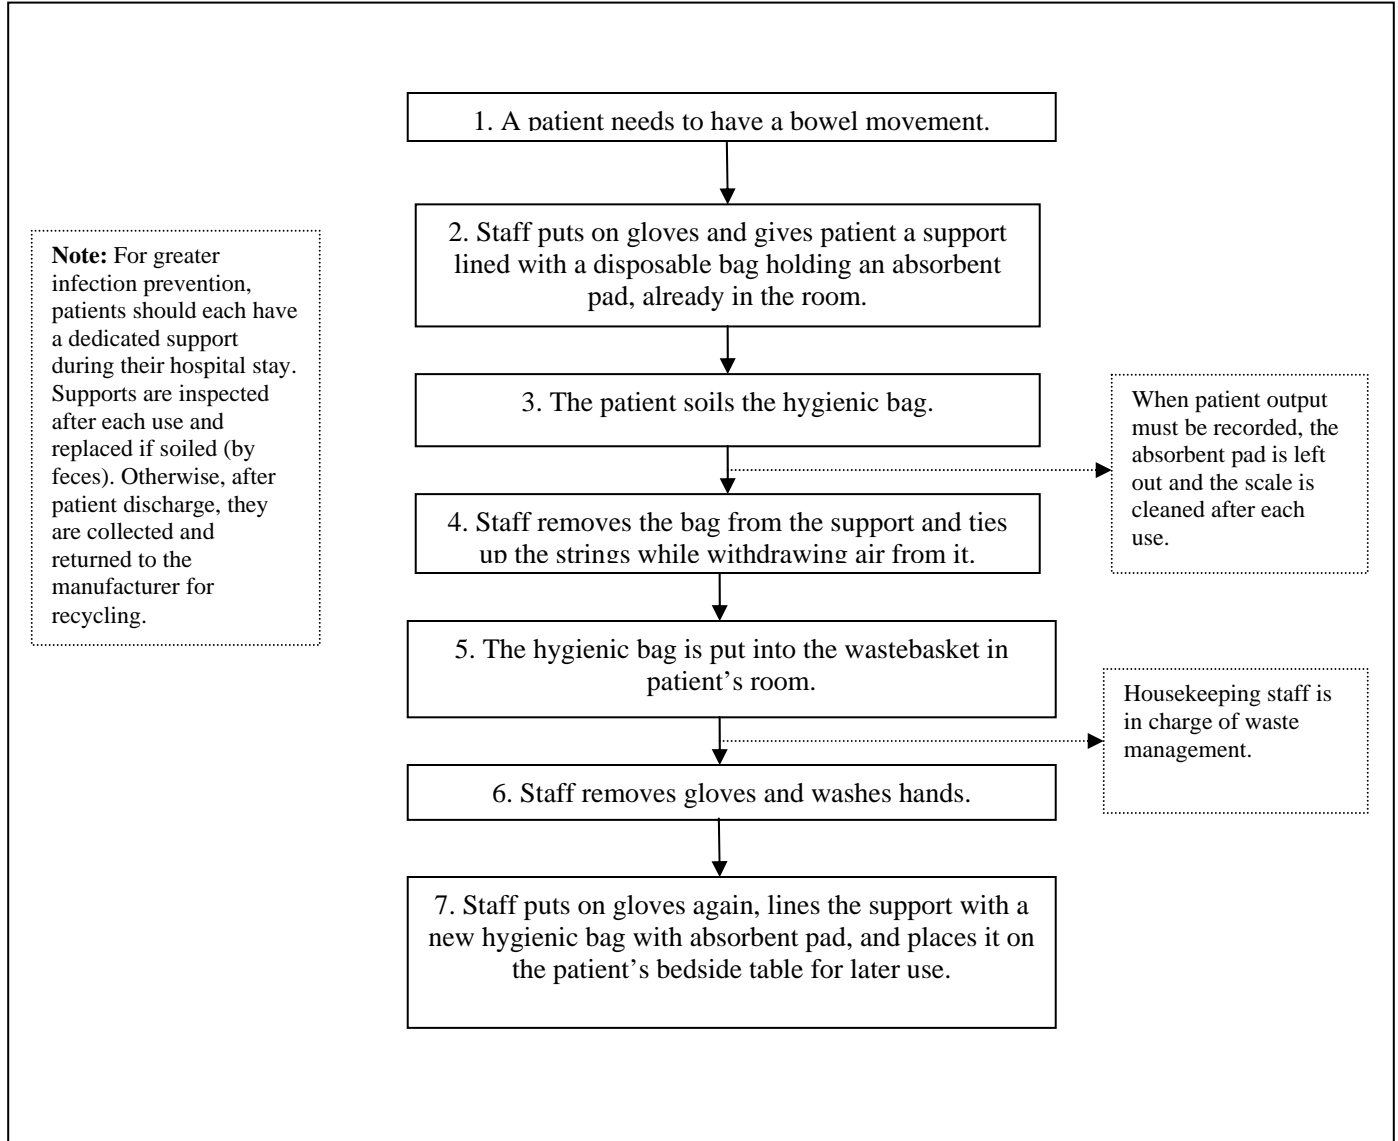 1. A patient needs to have a bowel movement.
2. Staff puts on gloves and gives patient a support
lined with a disposable bag holding an absorbent
pad, already in the room.
Note: For greater
infection prevention,
patients should each have
a dedicated support
during their hospital stay.
Supports are inspected
after each use and
replaced if soiled (by
feces). Otherwise, after
patient discharge, they
are collected and
returned to the
manufacturer for
recycling.
3. The patient soils the hygienic bag.
When patient output
must be recorded, the
absorbent pad is left
out and the scale is
cleaned after each
use.
4. Staff removes the bag from the support and ties
up the strings while withdrawing air from it.
5. The hygienic bag is put into the wastebasket in
patient’s room.
Housekeeping staff is
in charge of waste
management.
6. Staff removes gloves and washes hands.
7. Staff puts on gloves again, lines the support with a
new hygienic bag with absorbent pad, and places it on
the patient’s bedside table for later use.